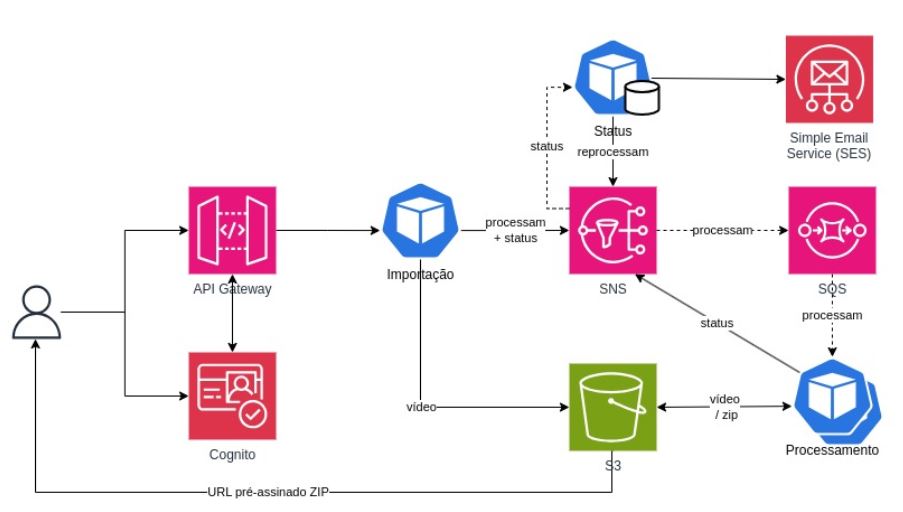 Status
Simple Email
Service (SES)
status
reprocessam
processam
+ status
processam
API Gateway
Importação
SNS
SQS
processam
status
vídeo
vídeo
/ zip
Cognito
S3
Processamento
URL pré-assinado ZIP